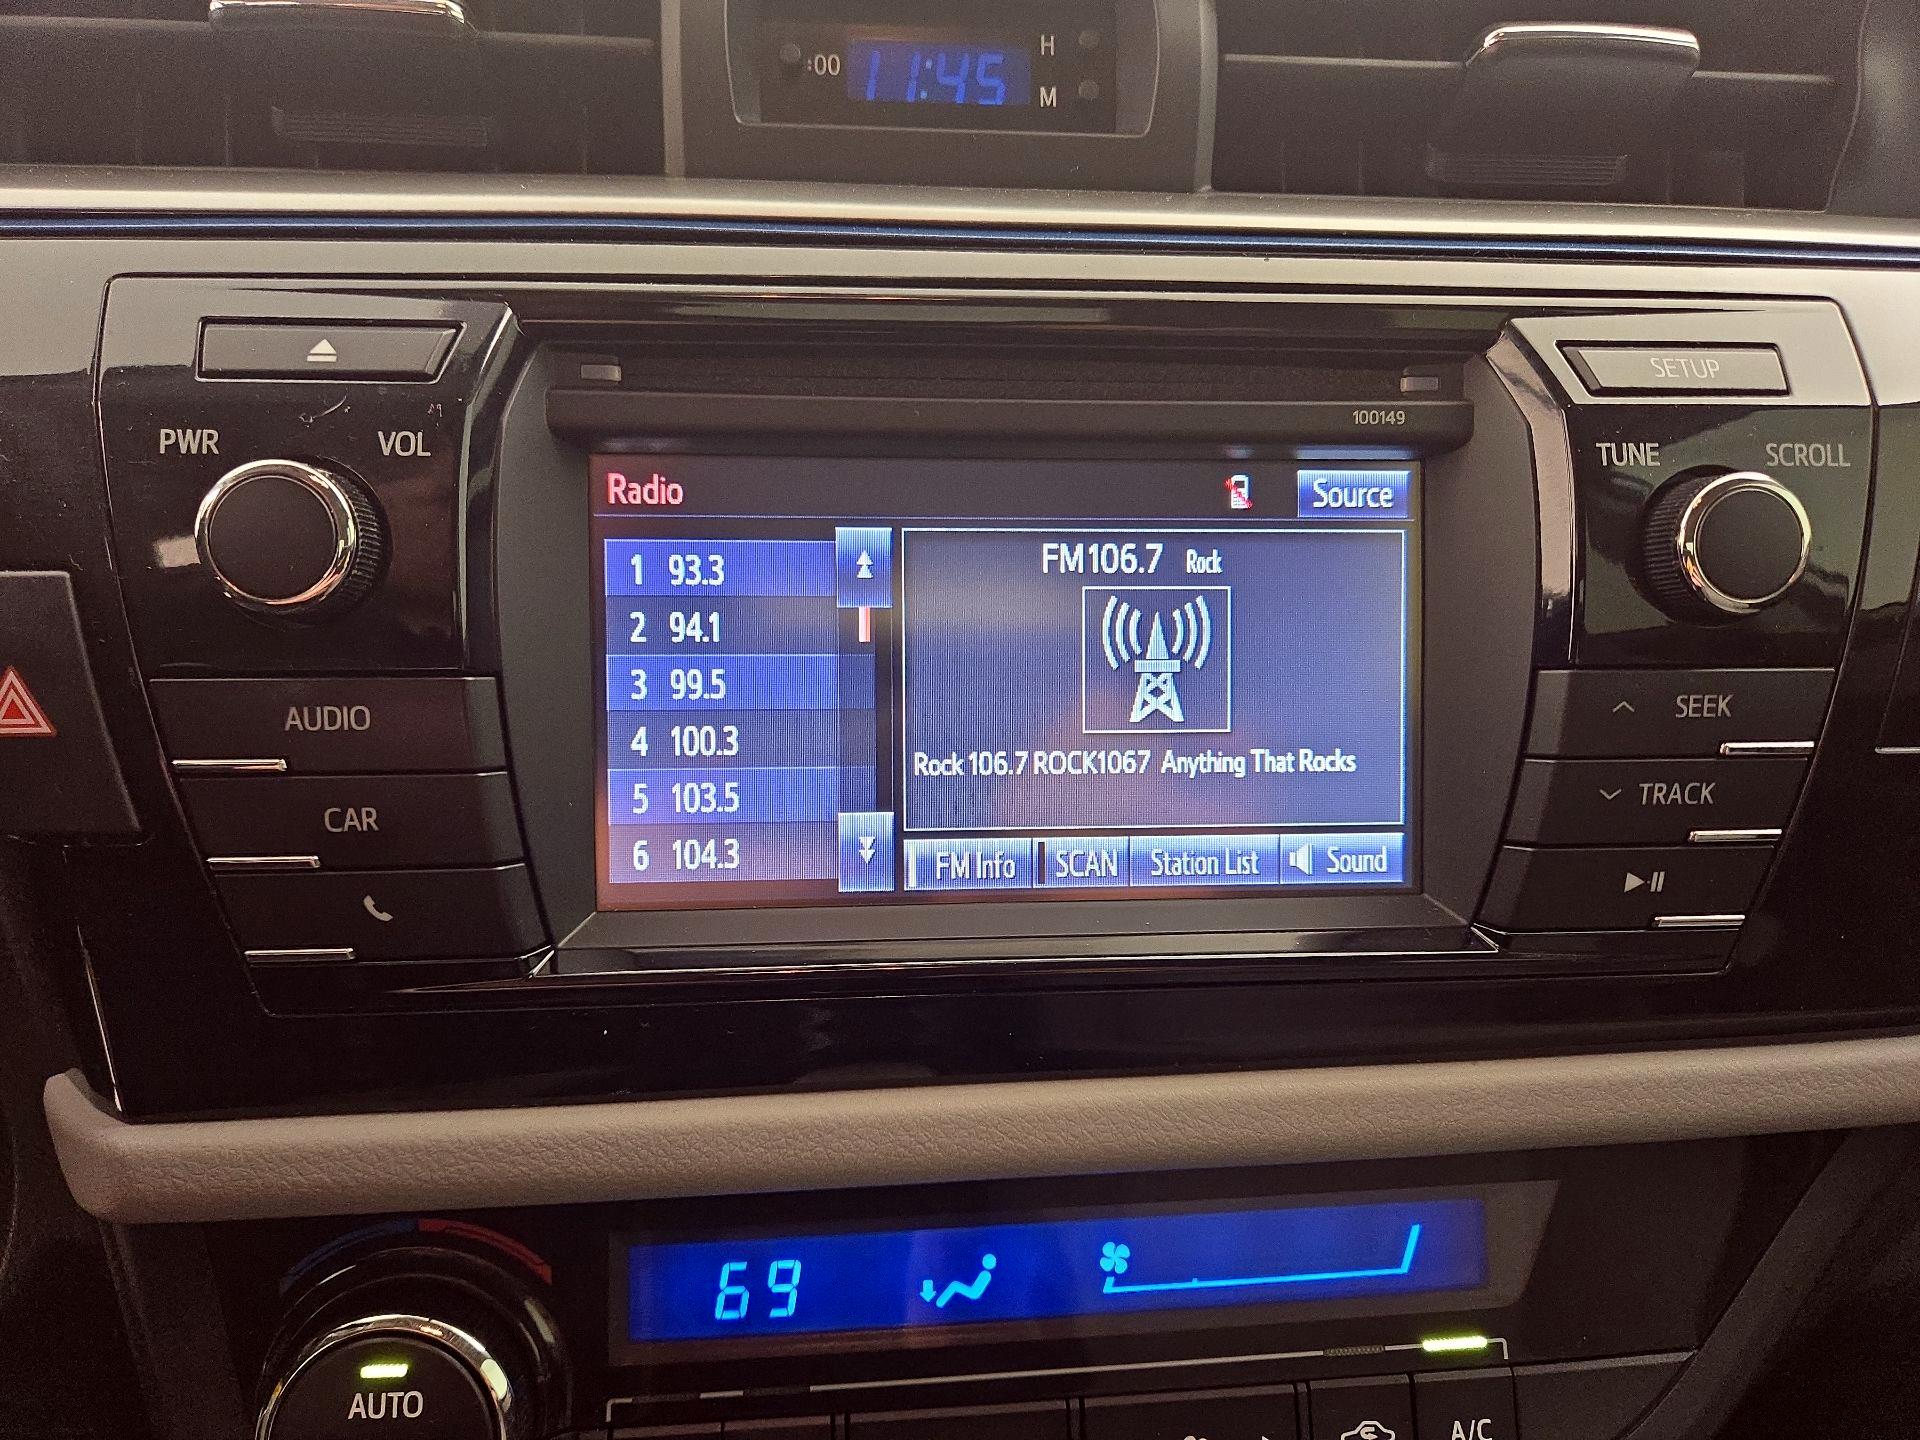 :00
11:45
H
M
SETUP
100149
PWR
VOL
TUNE
SCROLL
Radio
Source
1 93.3
2 94.1
3 99.5
4 100.3
5 103.5
6 104.3
FM106.7 Rock
Rock 106.7 ROCK1067 Anything That Rocks
FM Info
SCAN
Station List
Sound
AUDIO
CAR
SEEK
TRACK
69
AUTO
A/C